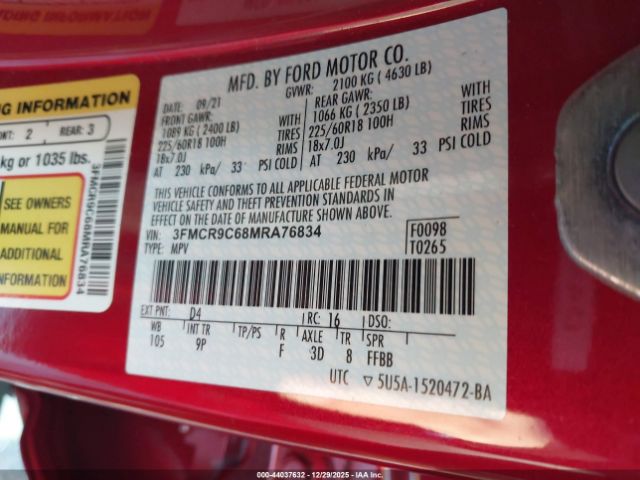 MFD. BY FORD MOTOR CO.
DATE: 09/21
GVWR: 2100 KG ( 4630 LB)
FRONT GAWR:
1089 KG ( 2400 LB)
225/60R18 100H
18x7.0J
AT 230 kPa/ 33 PSI COLD
WITH
TIRES
RIMS
REAR GAWR:
1066 KG ( 2350 LB)
225/60R18 100H
18x7.0J
AT 230 kPa/ 33 PSI COLD
WITH
TIRES
RIMS
THIS VEHICLE CONFORMS TO ALL APPLICABLE FEDERAL MOTOR
VEHICLE SAFETY AND THEFT PREVENTION STANDARDS IN EFFECT
ON THE DATE OF MANUFACTURE SHOWN ABOVE.
VIN: 3FMCR9C68MRA76834
TYPE: MPV
F0098
T0265
EXT PNT: D4 RC: 16 DSO:
WB INT TR TP/PS R AXLE TR SPR
105 9P F 3D 8 FFBB
UTC ▽ 5U5A-1520472-BA
NG INFORMATION
ONT: 2 REAR: 3
kg or 1035 lbs.
SEE OWNERS
MANUAL FOR
ADDITIONAL
INFORMATION
3FMCR9C68MRA76834
000-44037632 - 12/29/2025 - IAAI.com